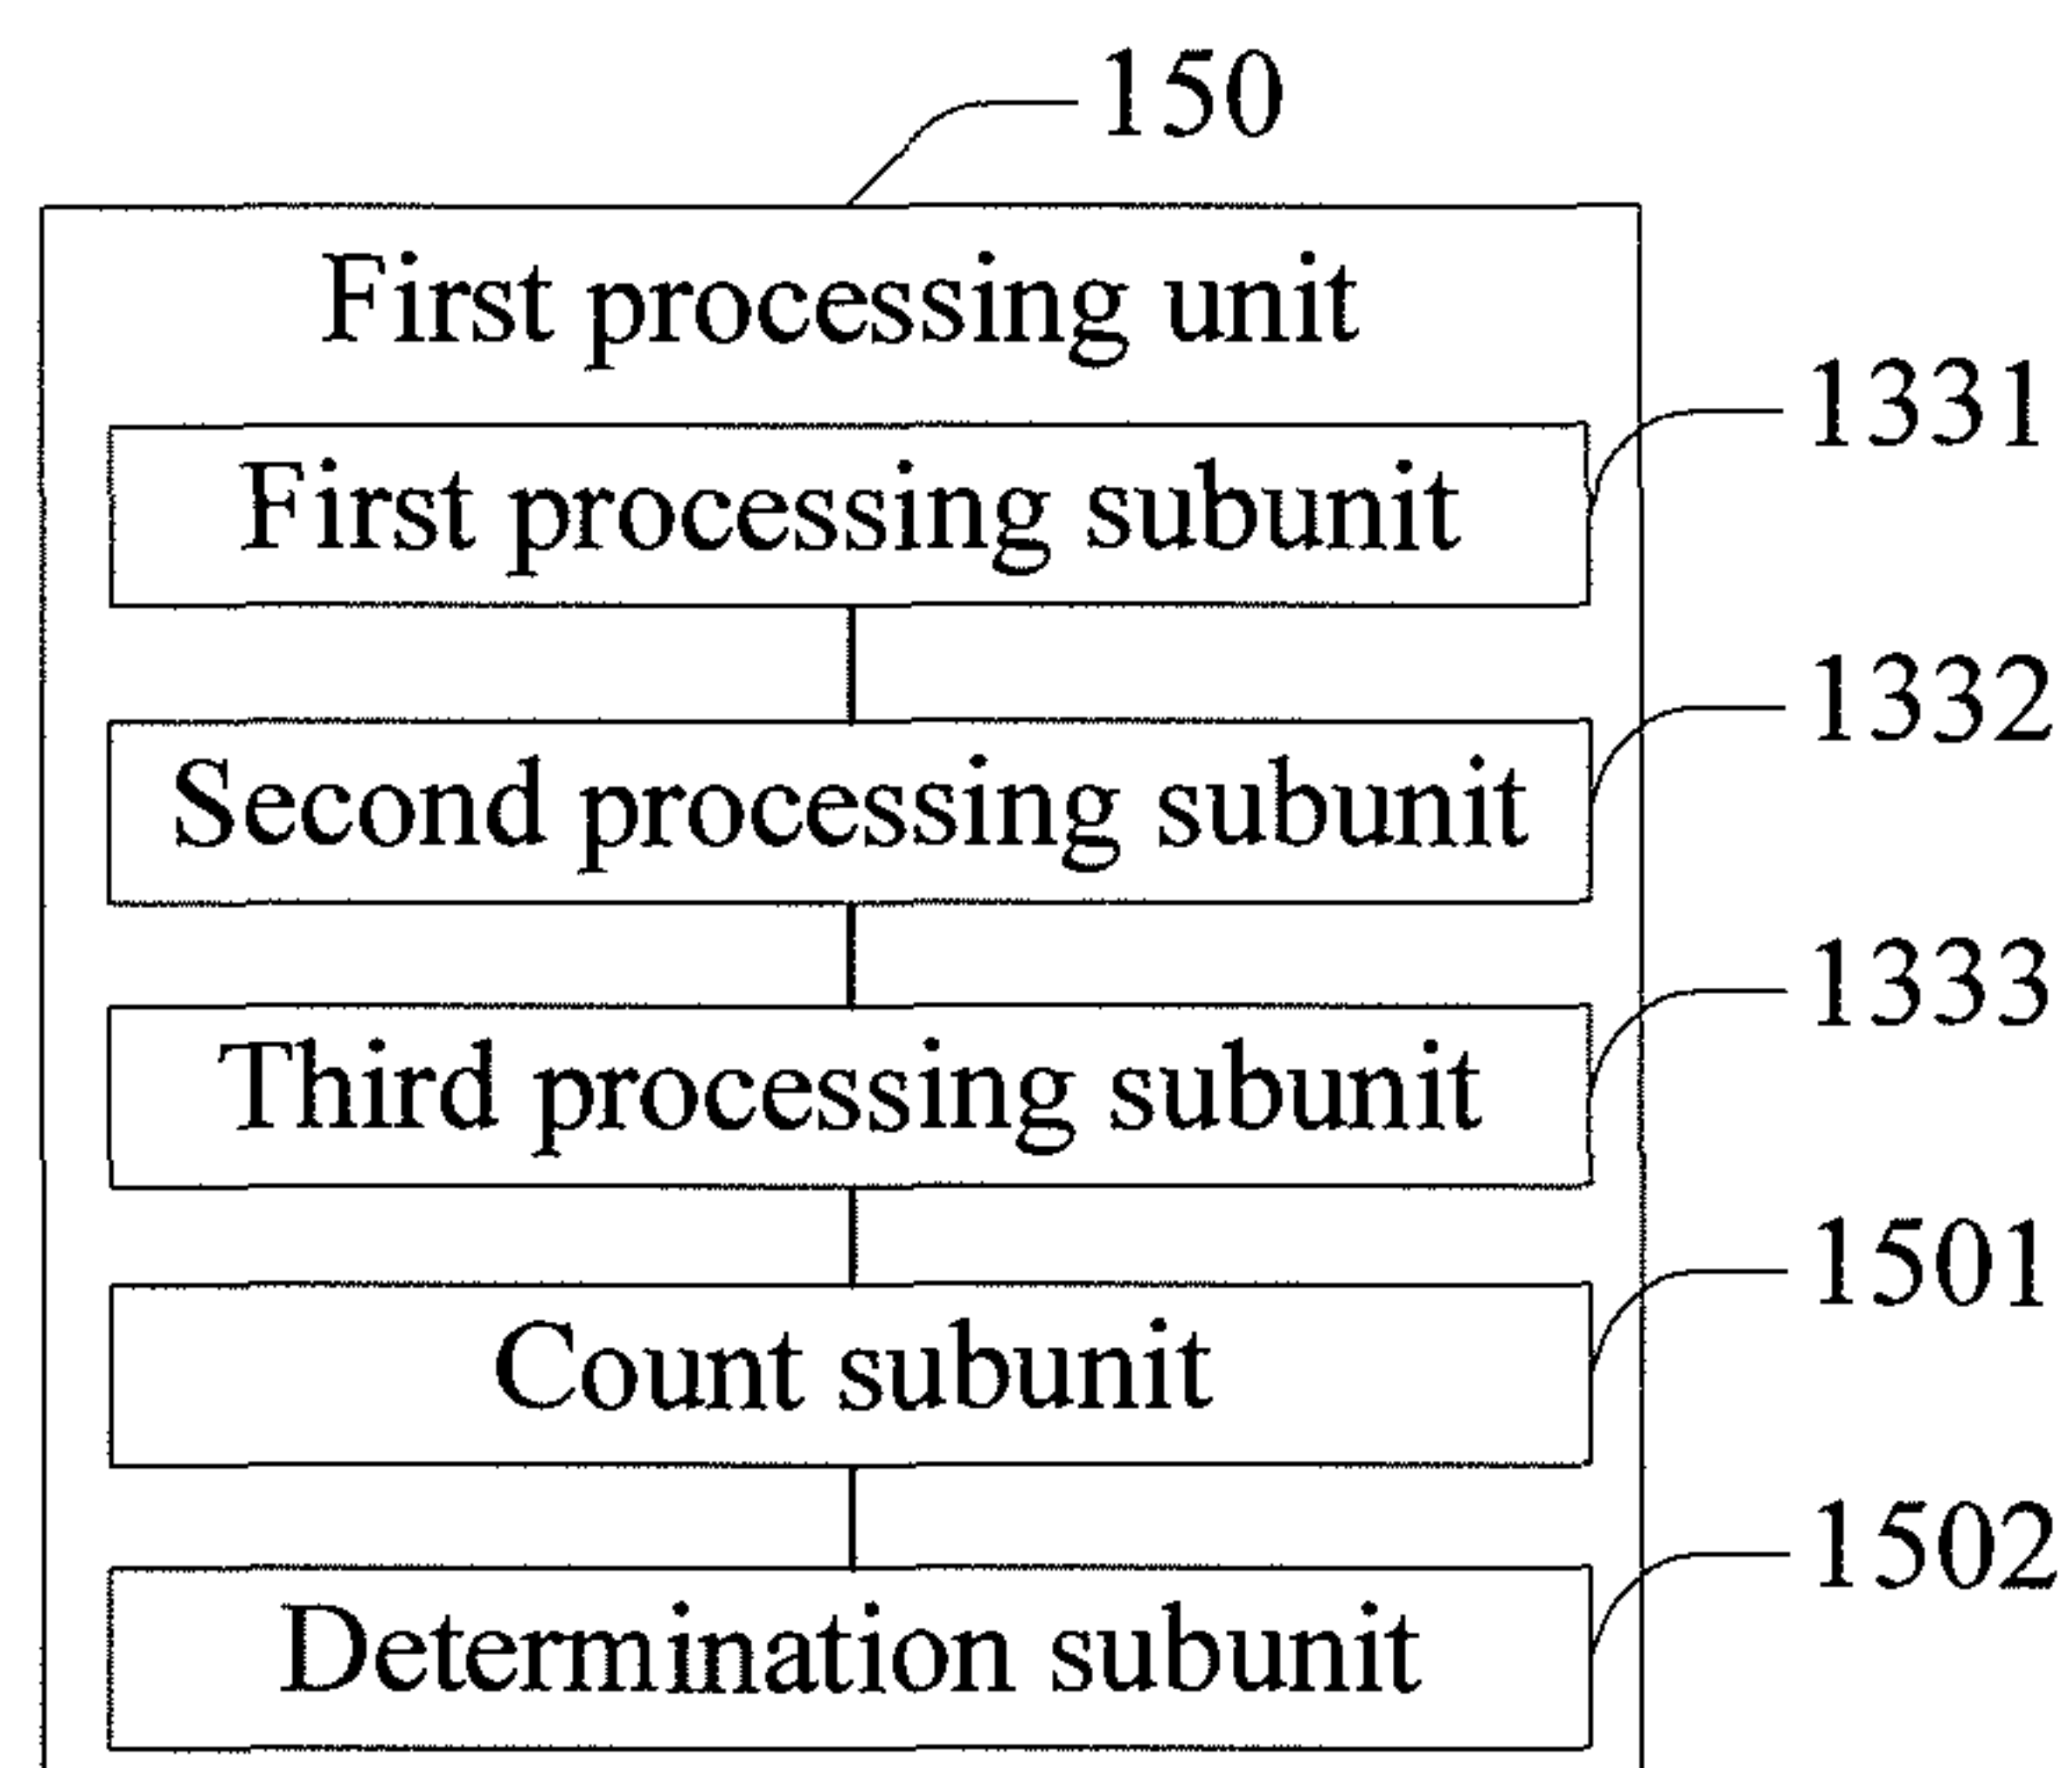 150
First processing unit
1331
First processing subunit
1332
Second processing subunit
1333
Third processing subunit
1501
Count subunit
1502
Determination subunit